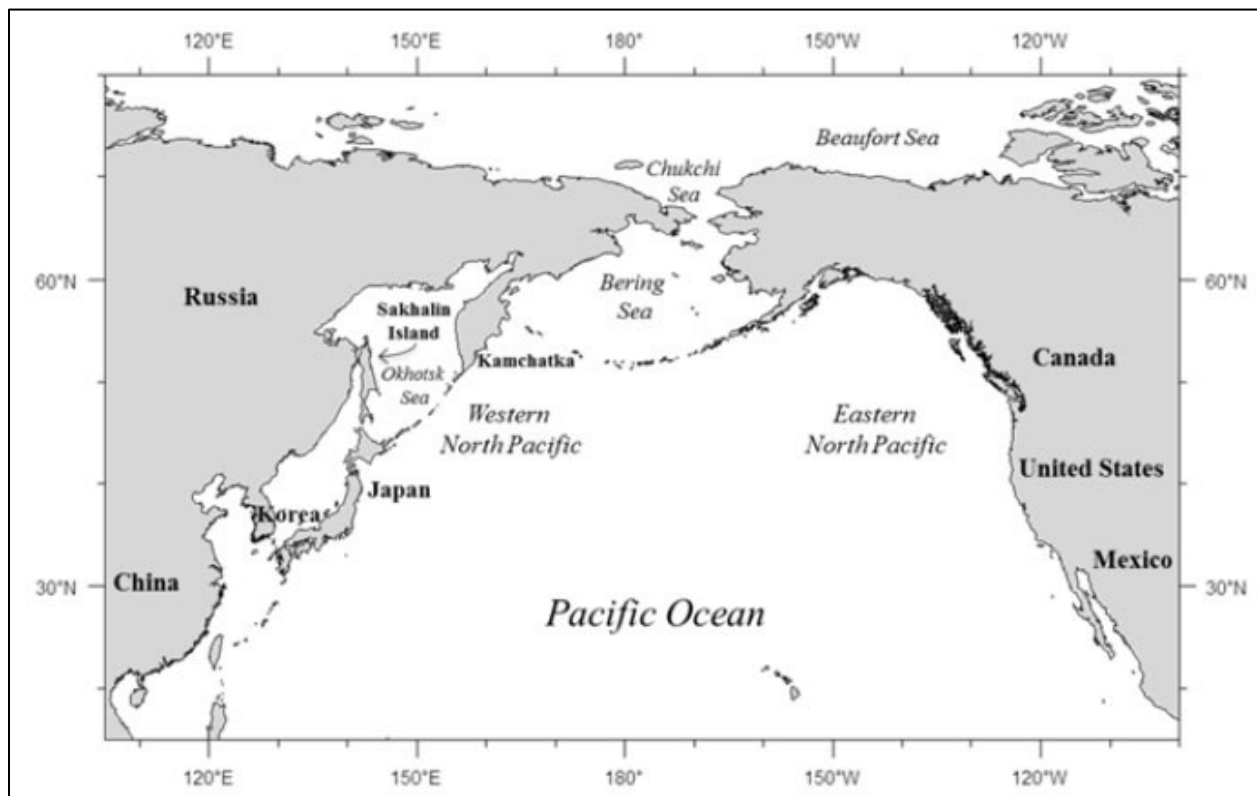 120°E 150°E 180° 150°W 120°W
Beaufort Sea
Chukchi
Sea
60°N 60°N
Bering
Sea
Russia
Sakhalin
Island
Kamchatka
Canada
Okhotsk
Sea
Western
North Pacific
Eastern
North Pacific
United States
Japan
Korea
Mexico
China
30°N 30°N
Pacific Ocean
120°E 150°E 180° 150°W 120°W